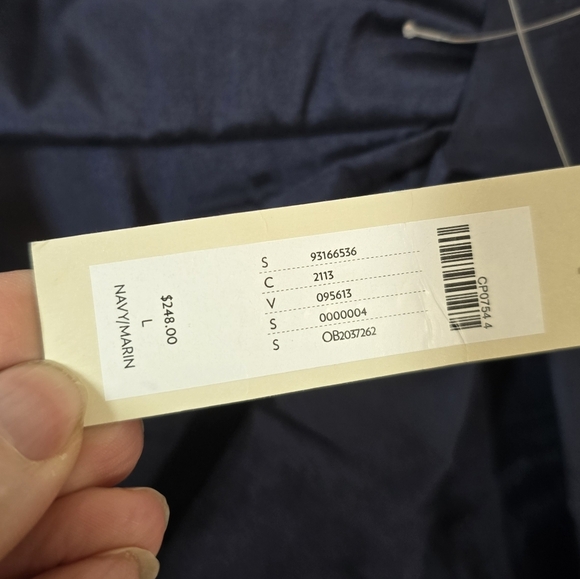 S 93166536
C 2113
V 095613
S 0000004
S OB2037262
CP0754 4
$248.00
L
NAVY/MARIN